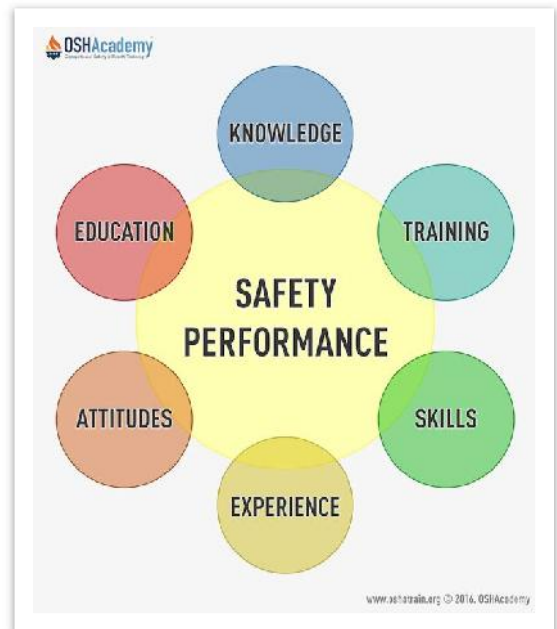 OSHAcademy
KNOWLEDGE
EDUCATION
TRAINING
SAFETY
PERFORMANCE
ATTITUDES
SKILLS
EXPERIENCE
www.oshatrain.org © 2016. OSHAcademy